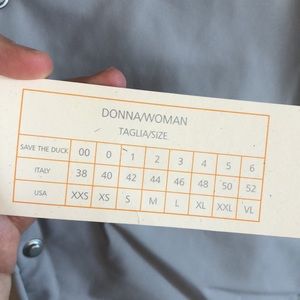 DONNA/WOMAN
TAGLIA/SIZE
SAVE THE DUCK 00 0 1 2 3 4 5 6
ITALY 38 40 42 44 46 48 50 52
USA XXS XS S M L XL XXL VL